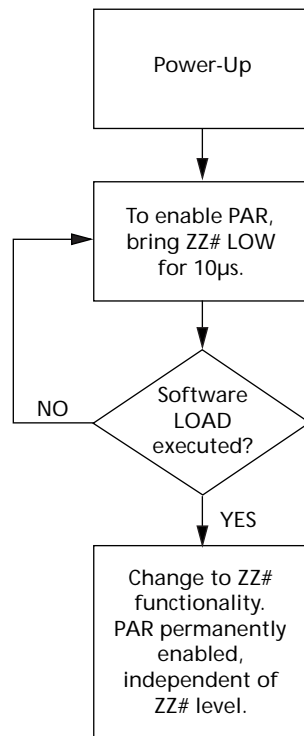 Power-Up
To enable PAR,
bring ZZ# LOW
for 10µs.
Software
LOAD
executed?
NO
YES
Change to ZZ#
functionality.
PAR permanently
enabled,
independent of
ZZ# level.